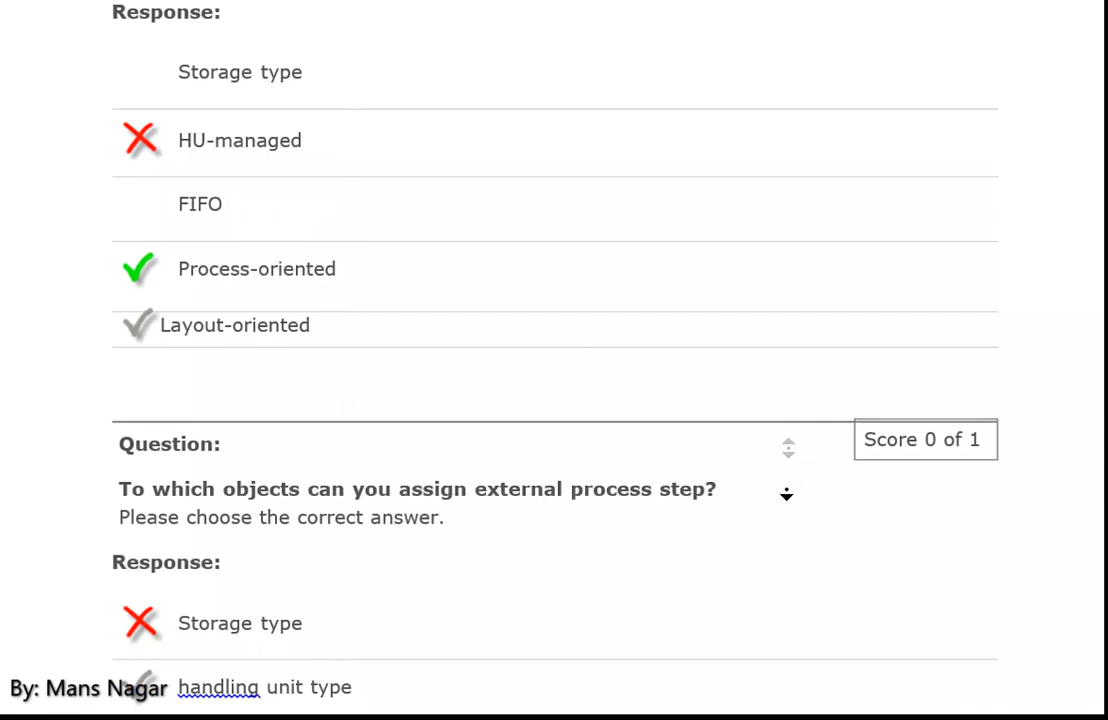 Response:
Storage type
HU-managed
FIFO
Process-oriented
Layout-oriented
Question:
Score 0 of 1
To which objects can you assign external process step?
Please choose the correct answer.
Response:
Storage type
handling unit type
By: Mans Nagar